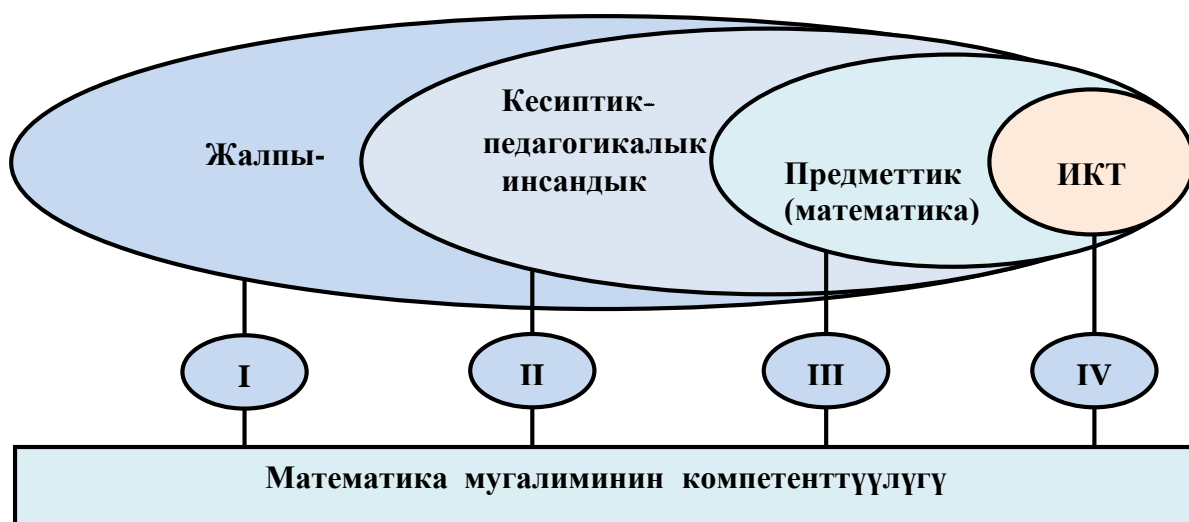 Жалпы-
Кесиптик-
педагогикалык
инсандык
Предметтик
(математика)
ИКТ
I
II
III
IV
Математика мугалиминин компетенттүүлүгү